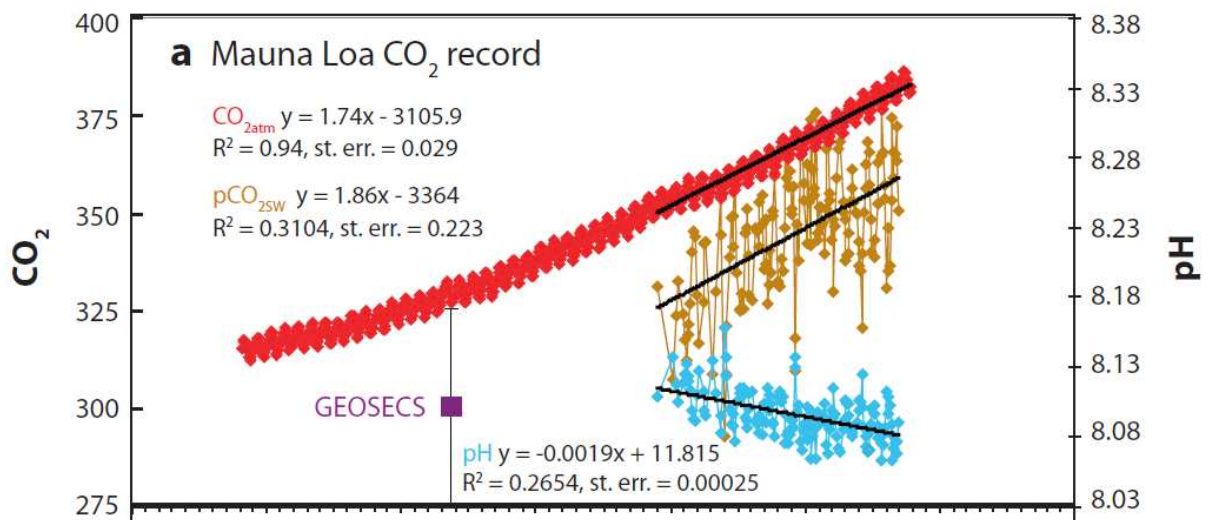 a Mauna Loa CO₂ record
CO₂atm y = 1.74x - 3105.9
R² = 0.94, st. err. = 0.029
pCO₂SW y = 1.86x - 3364
R² = 0.3104, st. err. = 0.223
GEOSECS
pH y = -0.0019x + 11.815
R² = 0.2654, st. err. = 0.00025
CO₂
400
375
350
325
300
275
pH
8.38
8.33
8.28
8.23
8.18
8.13
8.08
8.03